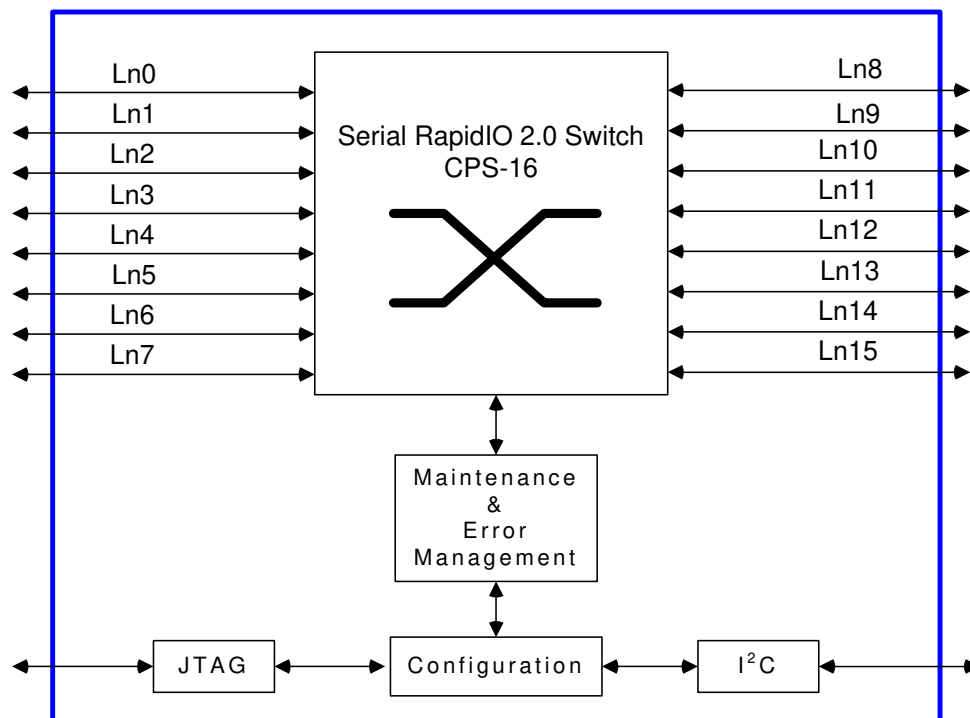 Ln0
Ln1
Ln2
Ln3
Ln4
Ln5
Ln6
Ln7
Serial RapidIO 2.0 Switch
CPS-16
Ln8
Ln9
Ln10
Ln11
Ln12
Ln13
Ln14
Ln15
Maintenance
&
Error
Management
JTAG
Configuration
I²C